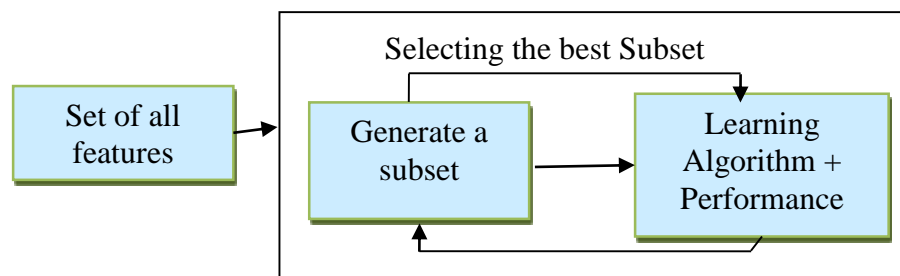 Selecting the best Subset
Set of all
features
Generate a
subset
Learning
Algorithm +
Performance